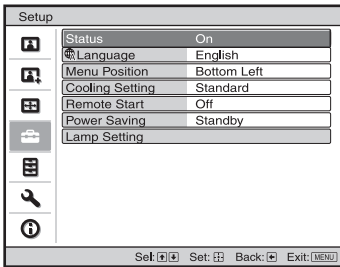 Setup
Status On
Language English
Menu Position Bottom Left
Cooling Setting Standard
Remote Start Off
Power Saving Standby
Lamp Setting
Sel: Set: Back: Exit: MENU